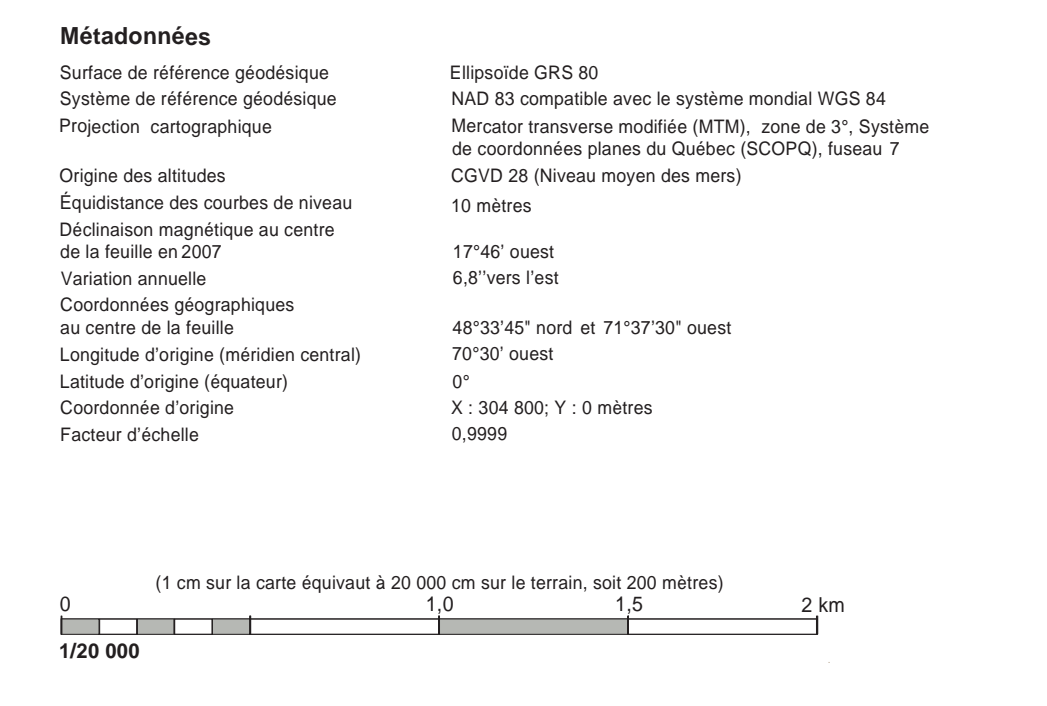 Métadonnées
Surface de référence géodésique Ellipsoïde GRS 80
Système de référence géodésique NAD 83 compatible avec le système mondial WGS 84
Projection cartographique Mercator transverse modifiée (MTM), zone de 3°, Système
de coordonnées planes du Québec (SCOPQ), fuseau 7
Origine des altitudes CGVD 28 (Niveau moyen des mers)
Équidistance des courbes de niveau 10 mètres
Déclinaison magnétique au centre
de la feuille en 2007 17°46' ouest
Variation annuelle 6,8''vers l'est
Coordonnées géographiques
au centre de la feuille 48°33'45" nord et 71°37'30" ouest
Longitude d'origine (méridien central) 70°30' ouest
Latitude d'origine (équateur) 0°
Coordonnée d'origine X : 304 800; Y : 0 mètres
Facteur d'échelle 0,9999
(1 cm sur la carte équivaut à 20 000 cm sur le terrain, soit 200 mètres)
0 1,0 1,5 2 km
1/20 000